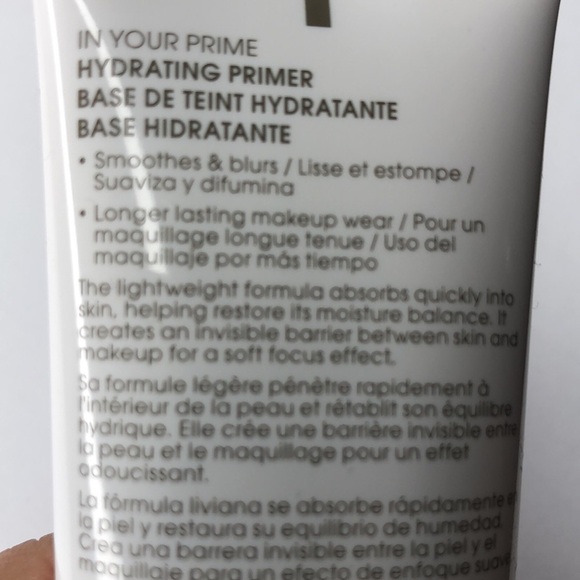 IN YOUR PRIME
HYDRATING PRIMER
BASE DE TEINT HYDRATANTE
BASE HIDRATANTE
• Smoothes & blurs / Lisse et estompe /
Suaviza y difumina
• Longer lasting makeup wear / Pour un
maquillage longue tenue / Uso del
maquillaje por más tiempo
The lightweight formula absorbs quickly into
skin, helping restore its moisture balance. It
creates an invisible barrier between skin and
makeup for a soft focus effect.
Sa formule légère pénètre rapidement à
l'intérieur de la peau et rétablit son équilibre
hydrique. Elle crée une barrière invisible entre
la peau et le maquillage pour un effet
adoucissant.
La fórmula liviana se absorbe rápidamente
la piel y restaura su equilibrio de humedad.
Crea una barrera invisible entre la piel y el
maquillaje para un efecto de enfoque suave